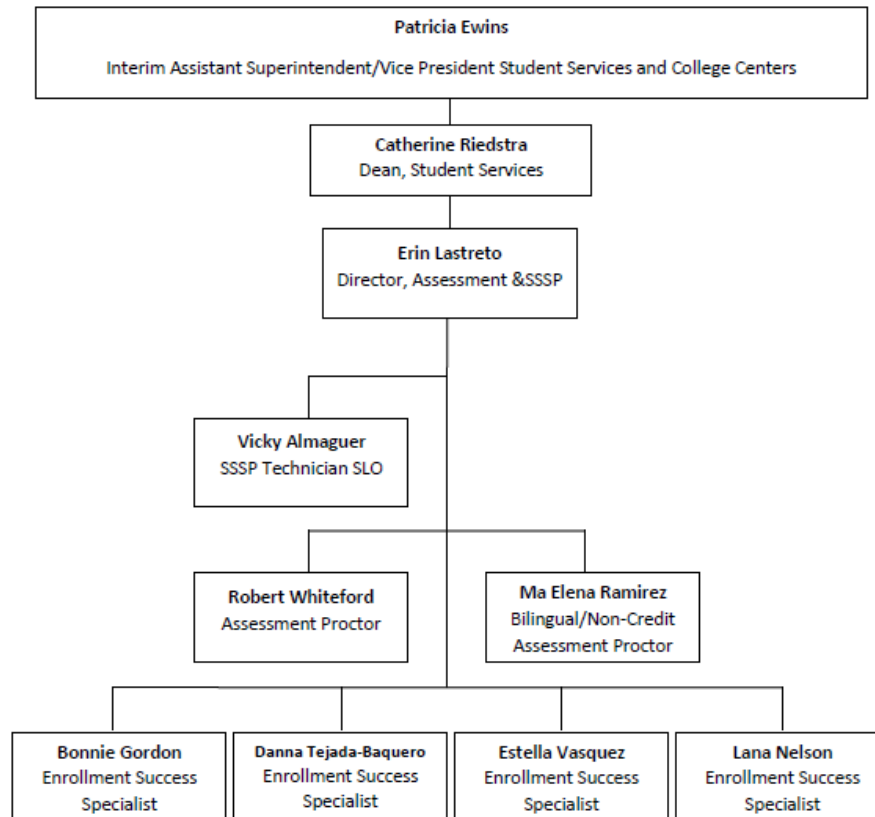 Patricia Ewins
Interim Assistant Superintendent/Vice President Student Services and College Centers
Catherine Riedstra
Dean, Student Services
Erin Lastreto
Director, Assessment &SSSP
Vicky Almaguer
SSSP Technician SLO
Robert Whiteford
Assessment Proctor
Ma Elena Ramirez
Bilingual/Non-Credit
Assessment Proctor
Bonnie Gordon
Enrollment Success
Specialist
Danna Tejada-Baquero
Enrollment Success
Specialist
Estella Vasquez
Enrollment Success
Specialist
Lana Nelson
Enrollment Success
Specialist